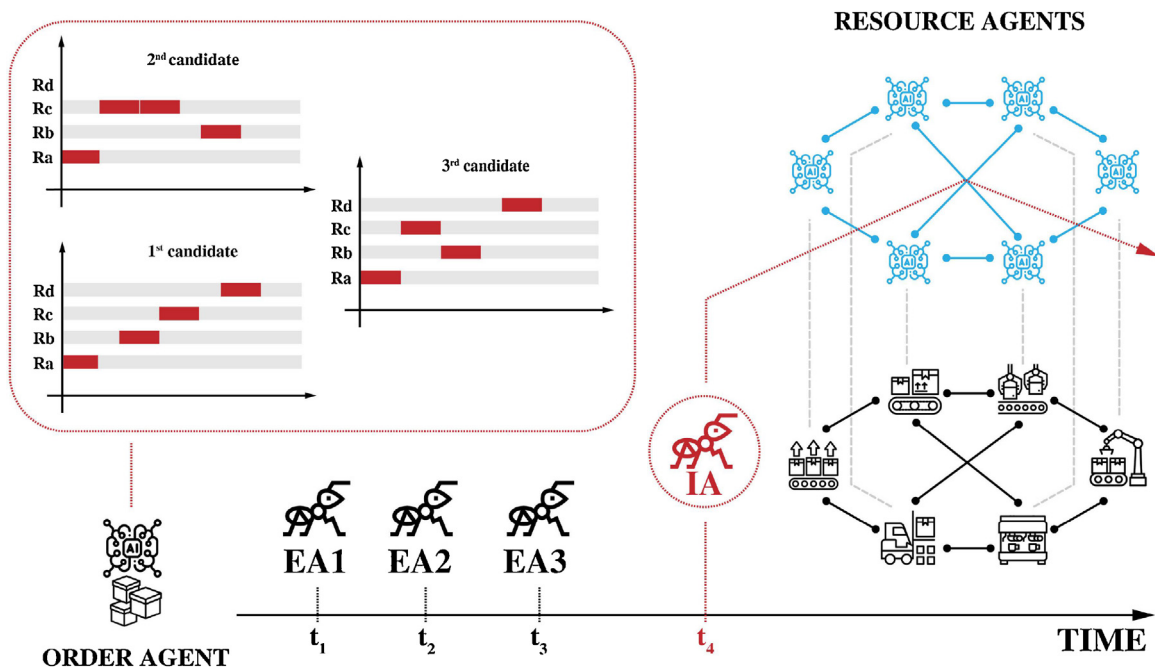 RESOURCE AGENTS
2nd candidate
Rd
Rc
Rb
Ra
3rd candidate
Rd
Rc
Rb
Ra
1st candidate
Rd
Rc
Rb
Ra
AI
AI
AI
AI
AI
AI
IA
AI
EA1
EA2
EA3
t1
t2
t3
t4
TIME
ORDER AGENT